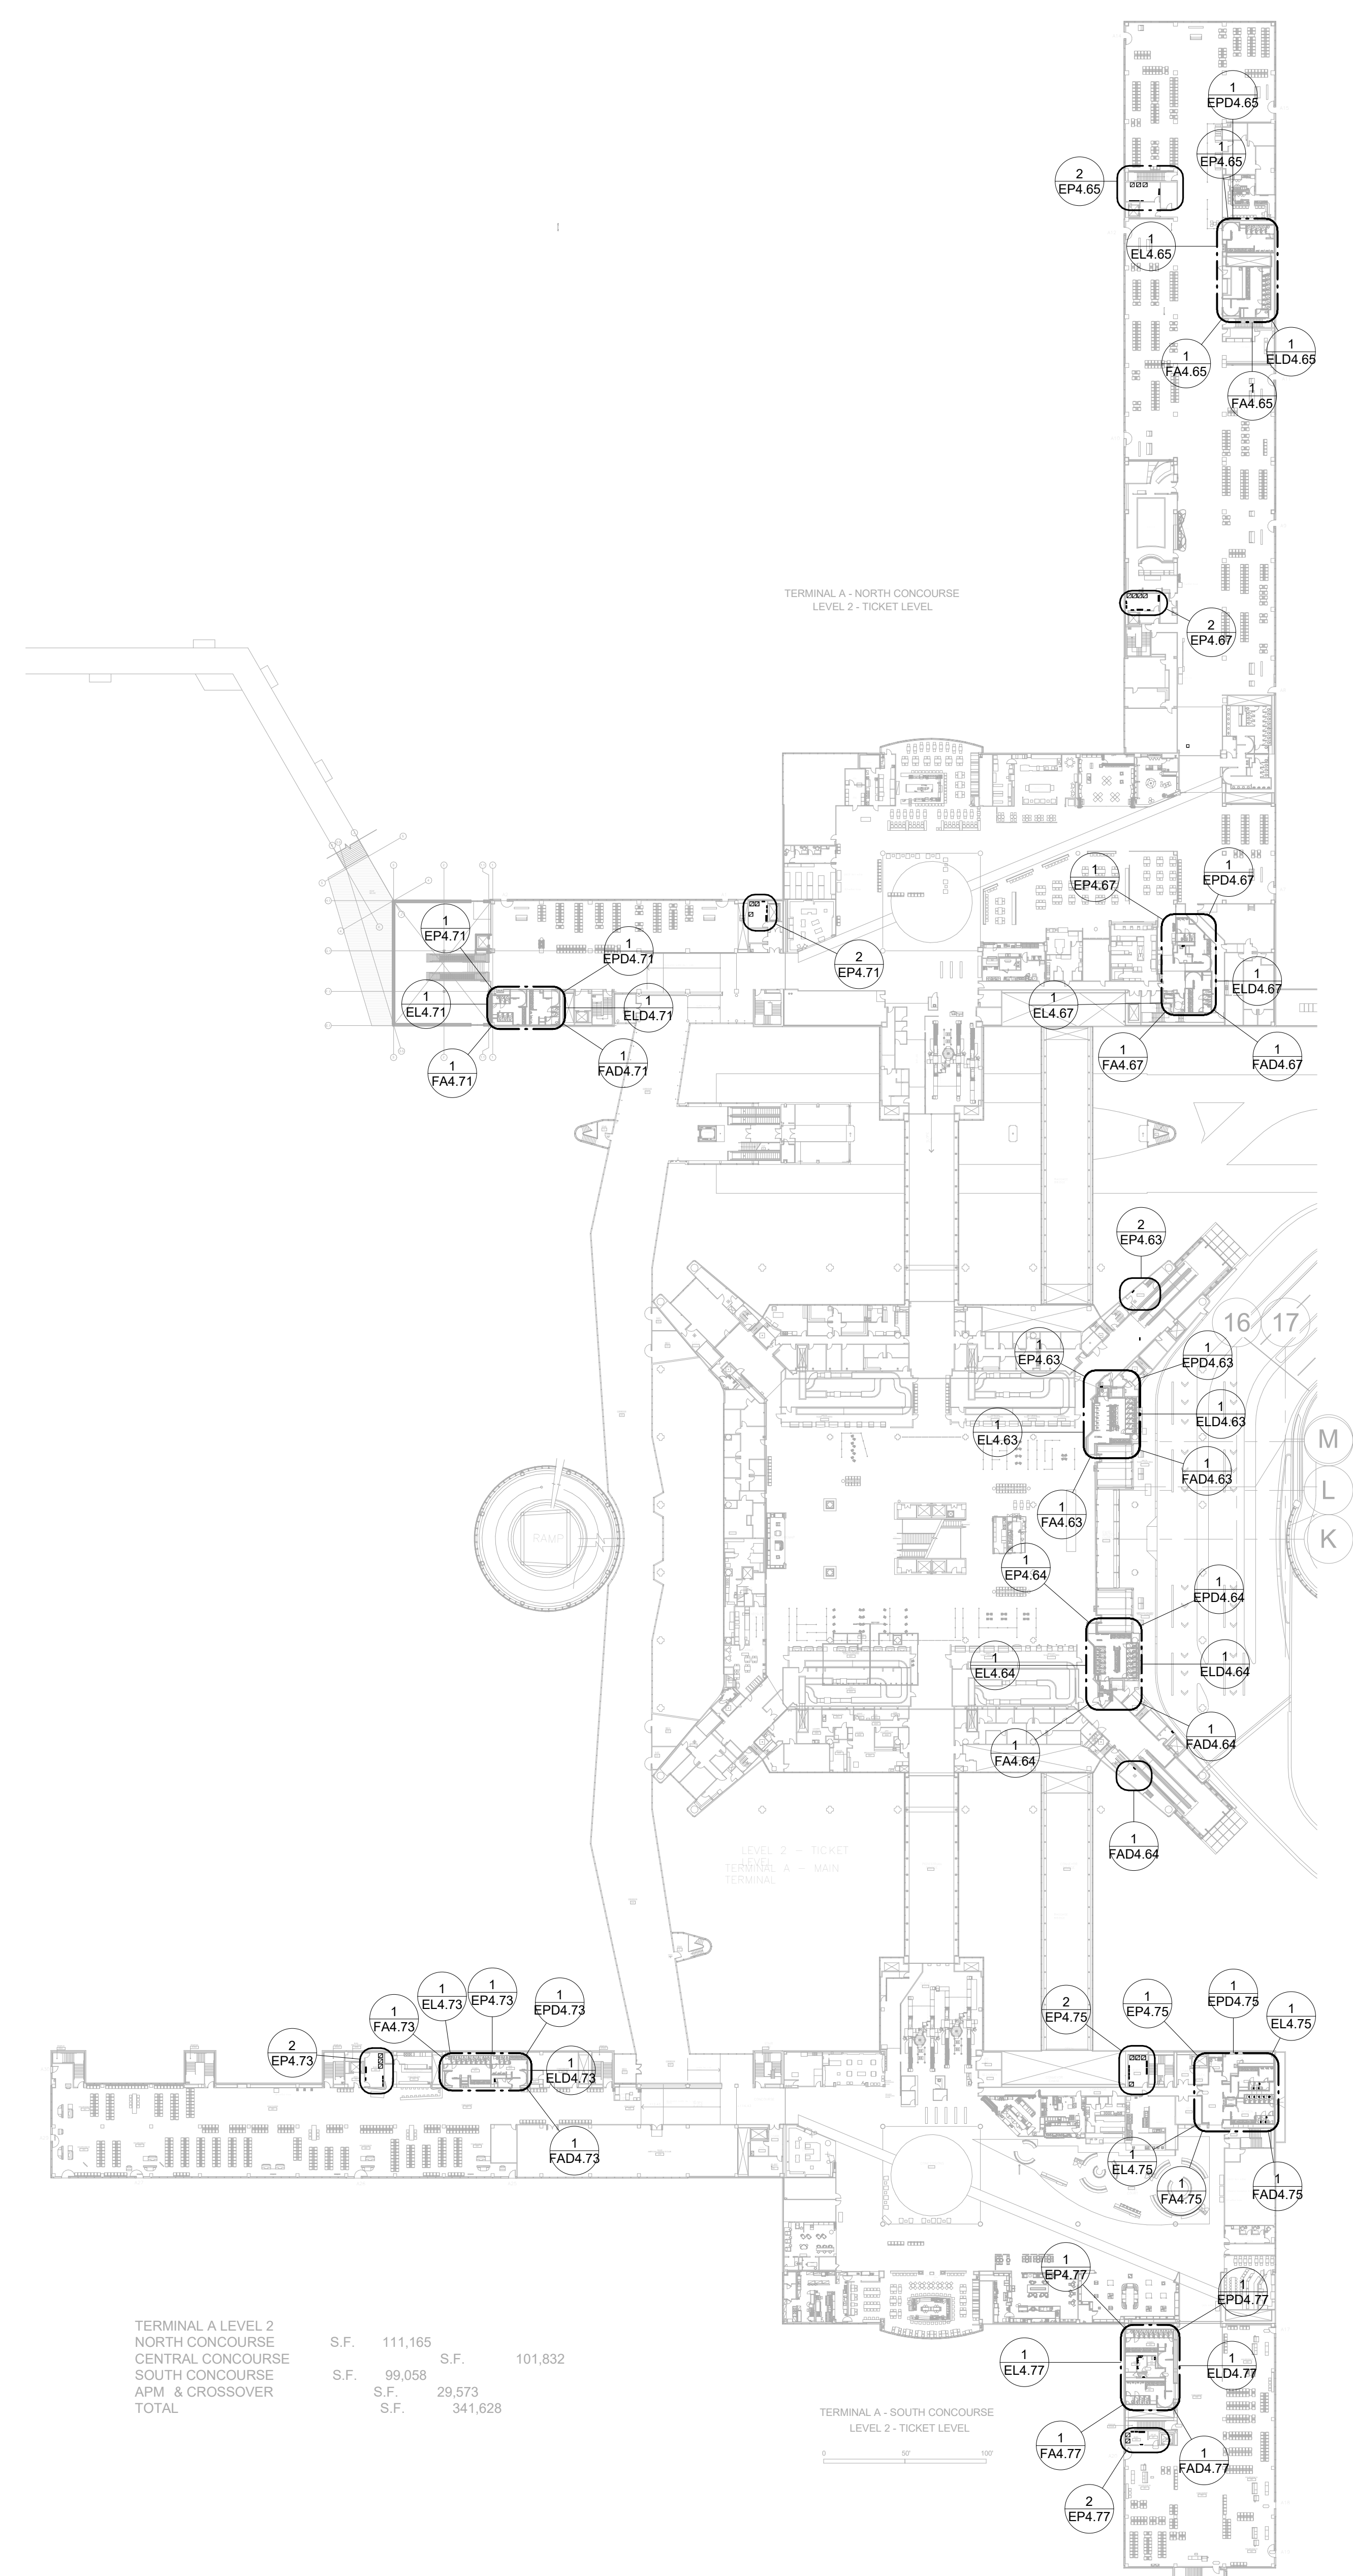 1
EPD4.65
1
EP4.65
2
EP4.65
1
EL4.65
1
ELD4.65
1
FA4.65
1
FA4.65
TERMINAL A - NORTH CONCOURSE
LEVEL 2 - TICKET LEVEL
2
EP4.67
1
EP4.67
1
EPD4.67
1
EP4.71
1
EPD4.71
2
EP4.71
1
ELD4.67
1
EL4.67
1
EL4.71
1
ELD4.71
1
FA4.71
1
FAD4.71
1
FA4.67
1
FAD4.67
2
EP4.63
16
17
1
EP4.63
1
EPD4.63
1
ELD4.63
1
EL4.63
M
1
FAD4.63
L
1
FA4.63
RAMP
K
1
EP4.64
1
EPD4.64
1
EL4.64
1
ELD4.64
1
FAD4.64
1
FA4.64
1
FAD4.64
LEVEL 2 - TICKET
LEVEL
TERMINAL A - MAIN
TERMINAL
1
EL4.73
1
EP4.73
1
EPD4.73
1
FA4.73
2
EP4.73
1
ELD4.73
1
FAD4.73
2
EP4.75
1
EP4.75
1
EPD4.75
1
EL4.75
1
EL4.75
1
FA4.75
1
FAD4.75
1
EP4.77
1
EPD4.77
1
EL4.77
1
ELD4.77
1
FA4.77
1
FAD4.77
2
EP4.77
TERMINAL A LEVEL 2
NORTH CONCOURSE S.F. 111,165
CENTRAL CONCOURSE S.F. 101,832
SOUTH CONCOURSE S.F. 99,058
APM & CROSSOVER S.F. 29,573
TOTAL S.F. 341,628
TERMINAL A - SOUTH CONCOURSE
LEVEL 2 - TICKET LEVEL
0 50' 100'